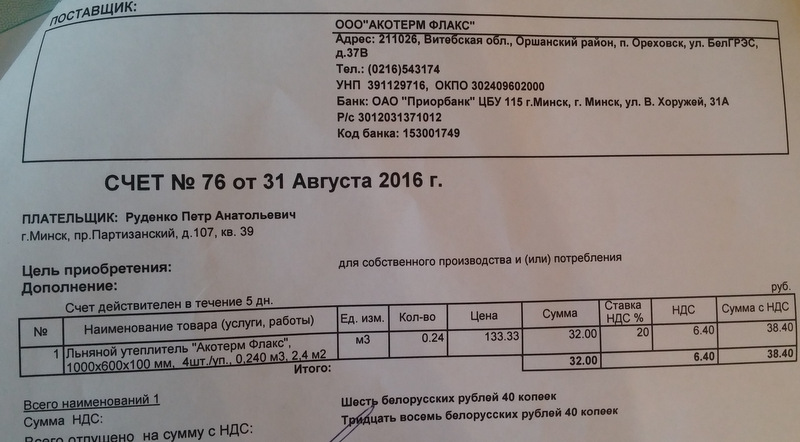 ПОСТАВЩИК:
ООО"АКОТЕРМ ФЛАКС"
Адрес: 211026, Витебская обл., Оршанский район, п. Ореховск, ул. БелГРЭС,
д.37В
Тел.: (0216)543174
УНП 391129716, ОКПО 302409602000
Банк: ОАО "Приорбанк" ЦБУ 115 г.Минск, г. Минск, ул. В. Хоружей, 31А
Р/с 3012031371012
Код банка: 153001749
СЧЕТ № 76 от 31 Августа 2016 г.
ПЛАТЕЛЬЩИК: Руденко Петр Анатольевич
г.Минск, пр.Партизанский, д.107, кв. 39
Цель приобретения: для собственного производства и (или) потребления
Дополнение:
Счет действителен в течение 5 дн. руб.
№ Наименование товара (услуги, работы) Ед. изм. Кол-во Цена Сумма Ставка НДС % НДС Сумма с НДС
1 Льняной утеплитель "Акотерм Флакс", м3 0.24 133.33 32.00 20 6.40 38.40
1000х600х100 мм, 4шт./уп., 0,240 м3, 2,4 м2
Итого: 32.00 6.40 38.40
Всего наименований 1
Сумма НДС: Шесть белорусских рублей 40 копеек
Всего отпущено на сумму с НДС: Тридцать восемь белорусских рублей 40 копеек